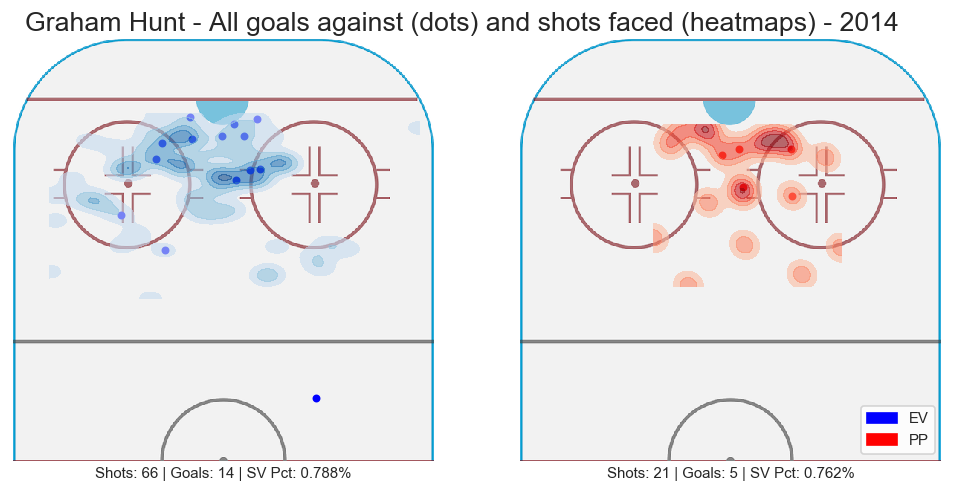 Graham Hunt - All goals against (dots) and shots faced (heatmaps) - 2014
EV
PP
Shots: 66 | Goals: 14 | SV Pct: 0.788%
Shots: 21 | Goals: 5 | SV Pct: 0.762%